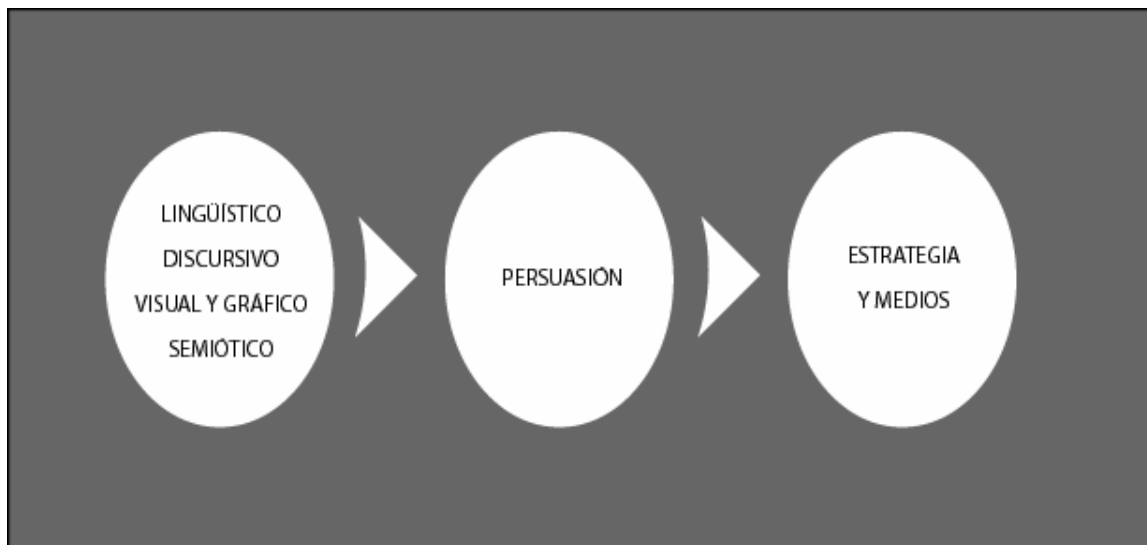 LINGÜÍSTICO
DISCURSIVO
VISUAL Y GRÁFICO
SEMIÓTICO
PERSUASIÓN
ESTRATEGIA
Y MEDIOS